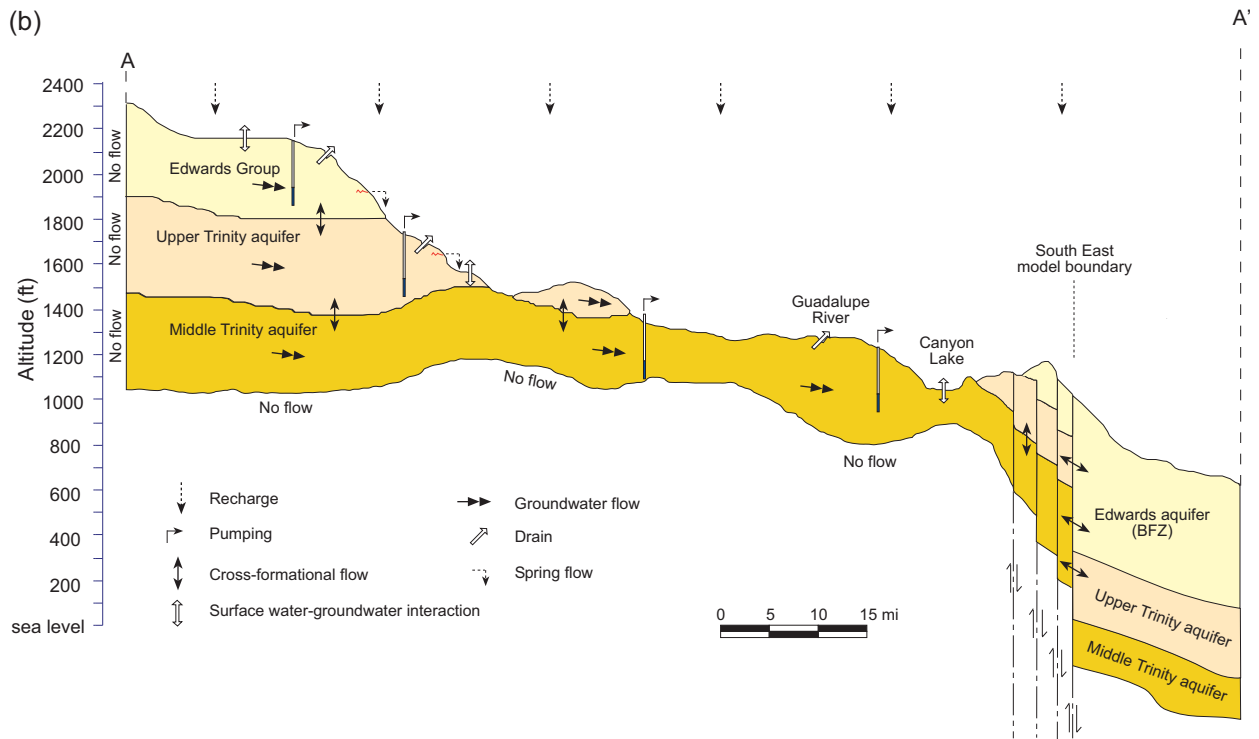 (b)
A
A'
2400
2200
2000
1800
1600
1400
1200
1000
800
600
400
200
sea level
Altitude (ft)
No flow
No flow
No flow
Edwards Group
Upper Trinity aquifer
Middle Trinity aquifer
No flow
No flow
No flow
Guadalupe
River
Canyon
Lake
South East
model boundary
Edwards aquifer
(BFZ)
Upper Trinity aquifer
Middle Trinity aquifer
Recharge
Pumping
Cross-formational flow
Surface water-groundwater interaction
Groundwater flow
Drain
Spring flow
0 5 10 15 mi